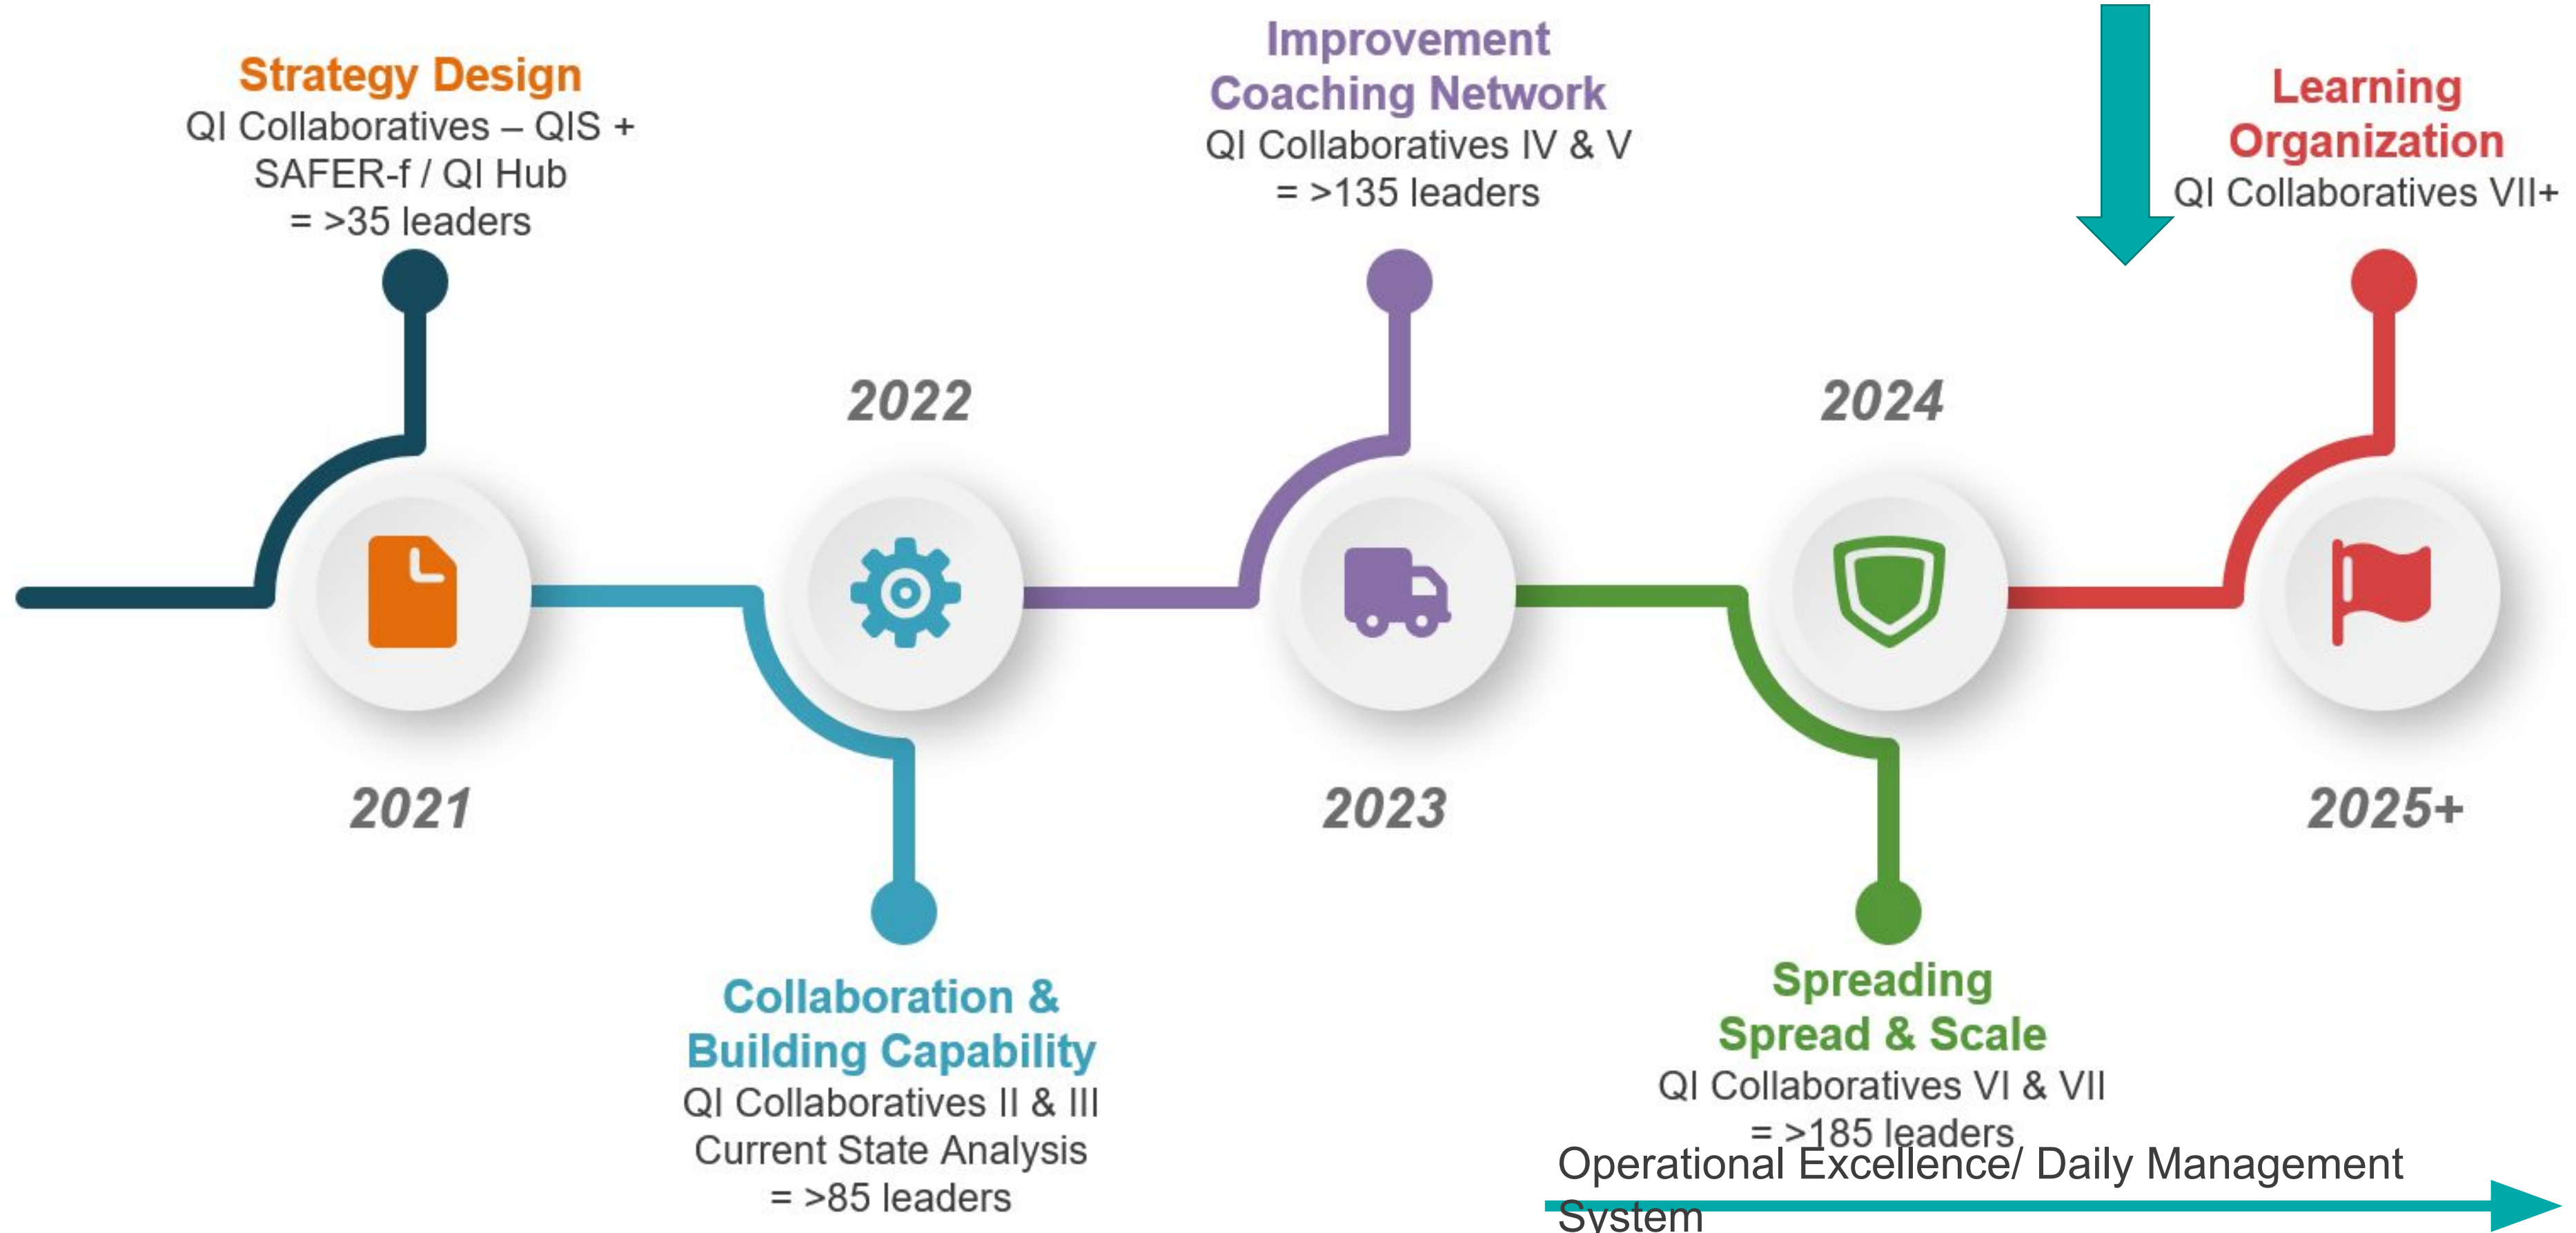 Strategy Design
QI Collaboratives – QIS +
SAFER-f / QI Hub
= >35 leaders
2021
2022
Collaboration &
Building Capability
QI Collaboratives II & III
Current State Analysis
= >85 leaders
Improvement
Coaching Network
QI Collaboratives IV & V
= >135 leaders
2023
2024
Spreading
Spread & Scale
QI Collaboratives VI & VII
= >185 leaders
Operational Excellence/ Daily Management
System
Learning
Organization
QI Collaboratives VII+
2025+